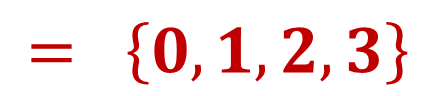 = {0, 1, 2, 3}